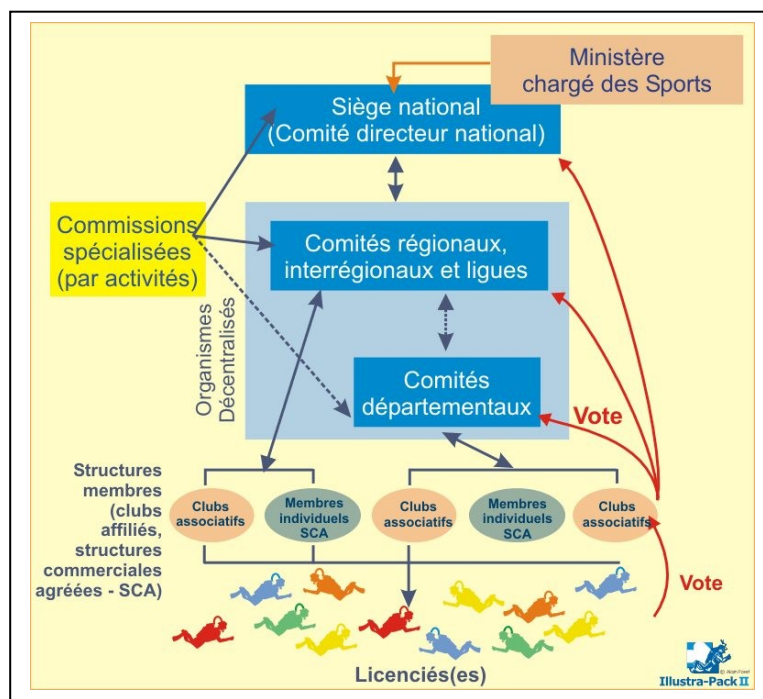 Ministère
chargé des Sports
Siège national
(Comité directeur national)
Commissions
spécialisées
(par activités)
Comités régionaux,
interrégionaux et ligues
Organismes
Décentralisés
Comités
départementaux
Vote
Structures
membres
(clubs
affiliés,
structures
commerciales
agréées - SCA)
Clubs
associatifs
Membres
individuels
SCA
Clubs
associatifs
Membres
individuels
SCA
Clubs
associatifs
Vote
Licenciés(es)
Illustra-Pack II